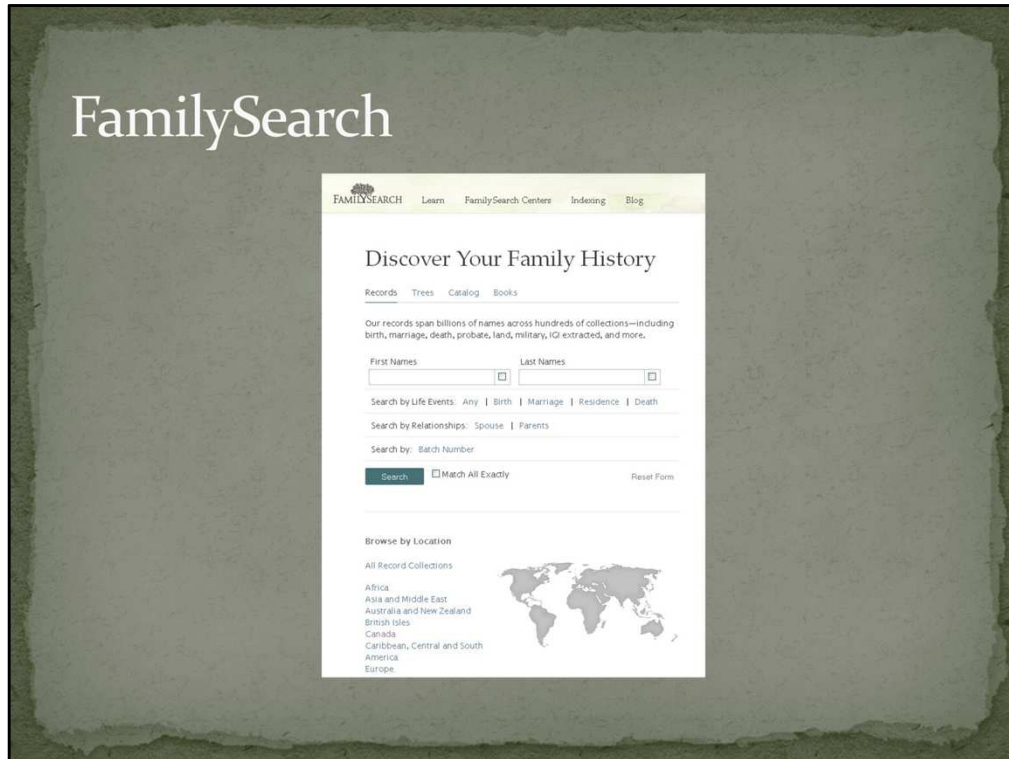 FamilySearch
FAMILYSEARCH Learn FamilySearch Centers Indexing Blog
Discover Your Family History
Records Trees Catalog Books
Our records span billions of names across hundreds of collections—including
birth, marriage, death, probate, land, military, IGI extracted, and more.
First Names Last Names
Search by Life Events: Any | Birth | Marriage | Residence | Death
Search by Relationships: Spouse | Parents
Search by: Batch Number
Search Match All Exactly Reset Form
Browse by Location
All Record Collections
Africa
Asia and Middle East
Australia and New Zealand
British Isles
Canada
Caribbean, Central and South
America
Europe